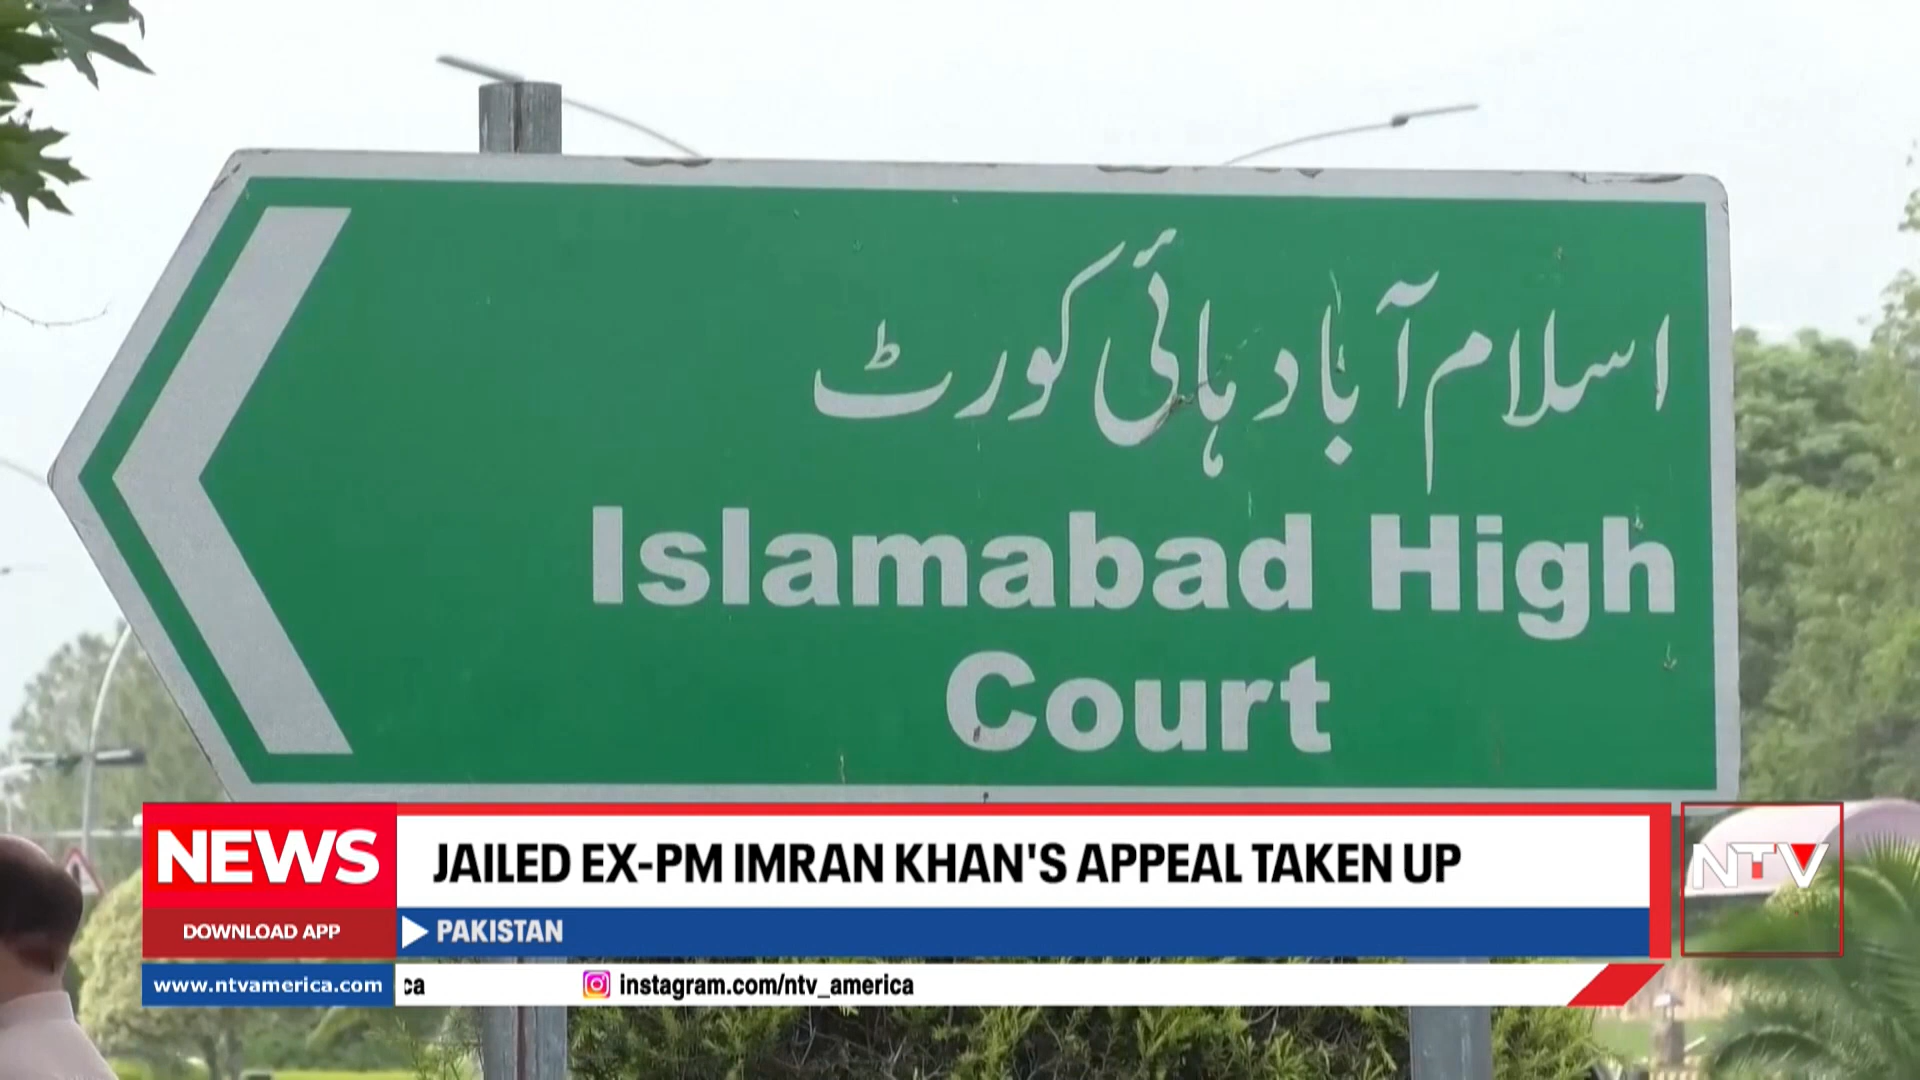 اسلام آباد ہائی کورٹ
Islamabad High
Court
NEWS
JAILED EX-PM IMRAN KHAN'S APPEAL TAKEN UP
NTV
DOWNLOAD APP
PAKISTAN
www.ntvamerica.com
ca
instagram.com/ntv_america